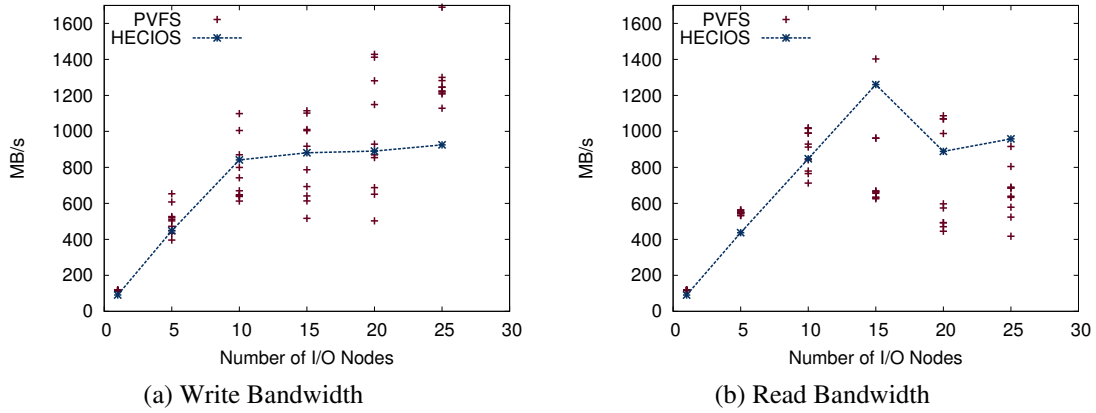 PVFS
HECIOS
1600
1400
1200
1000
800
600
400
200
0
MB/s
0 5 10 15 20 25 30
Number of I/O Nodes
(a) Write Bandwidth
PVFS
HECIOS
1600
1400
1200
1000
800
600
400
200
0
MB/s
0 5 10 15 20 25 30
Number of I/O Nodes
(b) Read Bandwidth